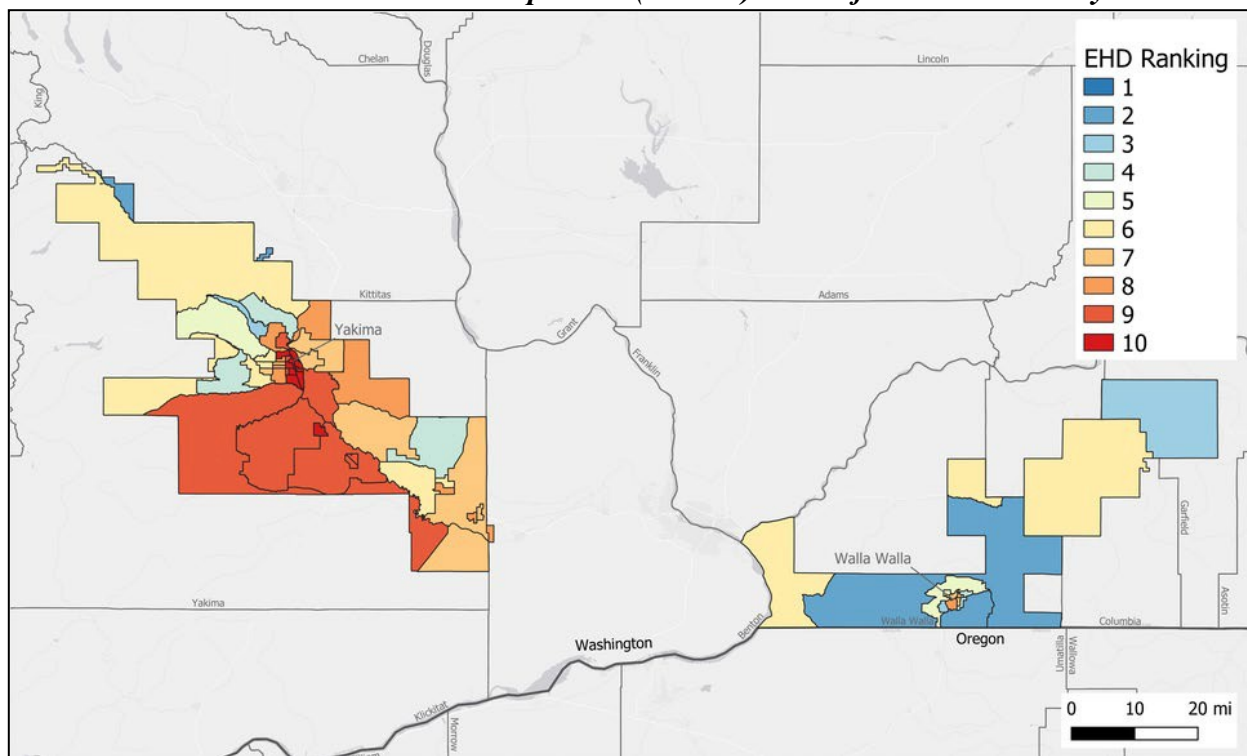 Chelan
Douglas
Lincoln
King
EHD Ranking
1
2
3
4
5
6
7
8
9
10
Kittitas
Adams
Yakima
Grant
Franklin
Walla Walla
Garfield
Asotin
Yakima
Walla Walla
Columbia
Benton
Washington
Oregon
Umatilla
Wallowa
Klickitat
Morrow
0 10 20 mi